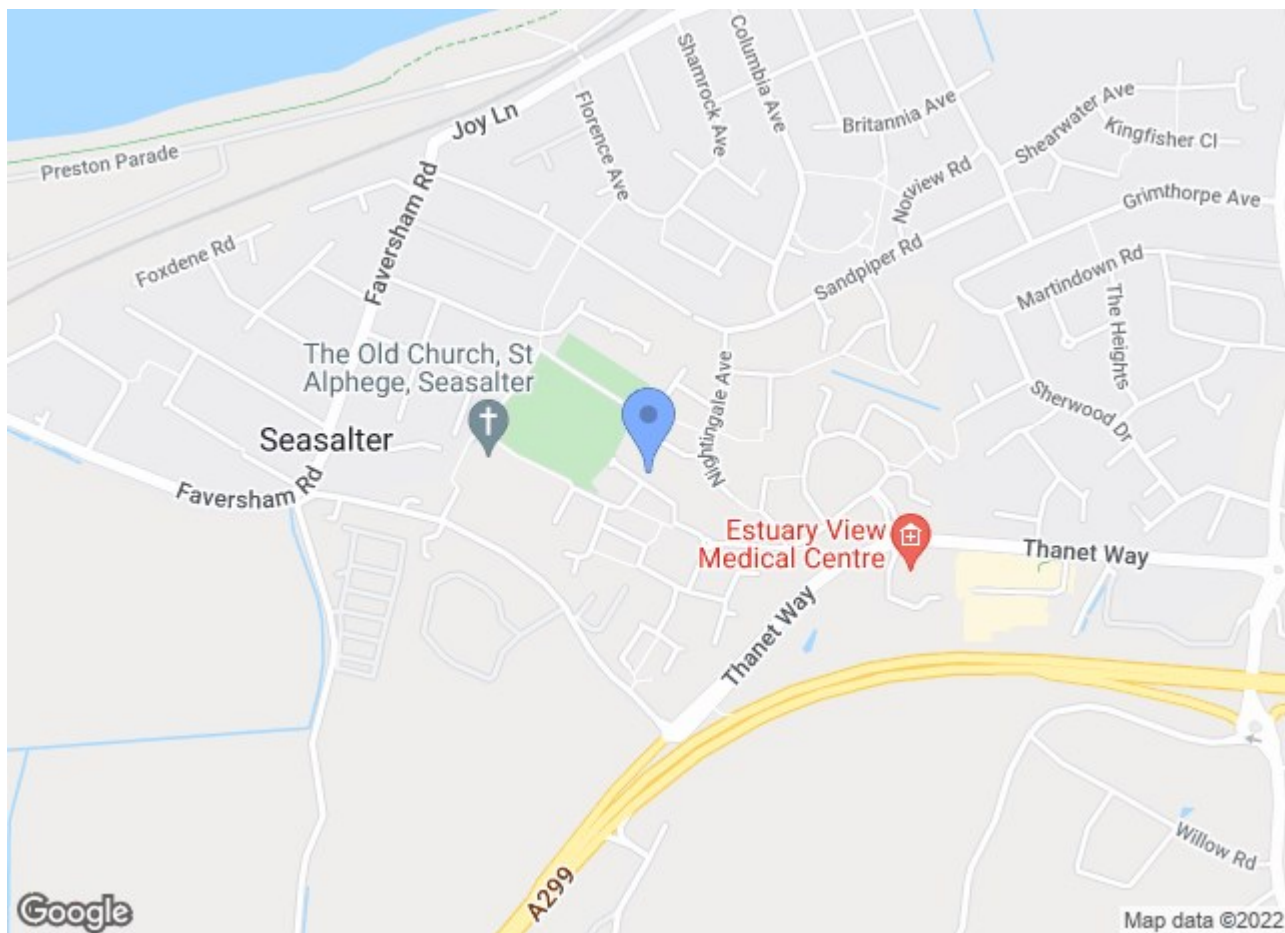 Joy Ln
Preston Parade
Florence Ave
Shamrock Ave
Columbia Ave
Britannia Ave
Shearwater Ave
Kingfisher Cl
Norview Rd
Grimthorpe Ave
Foxdene Rd
Faversham Rd
Sandpiper Rd
Martindown Rd
The Heights
The Old Church, St
Alphege, Seasalter
Nightingale Ave
Sherwood Dr
Seasalter
Faversham Rd
Estuary View
Medical Centre
Thanet Way
Thanet Way
Willow Rd
A299
Google
Map data ©2022